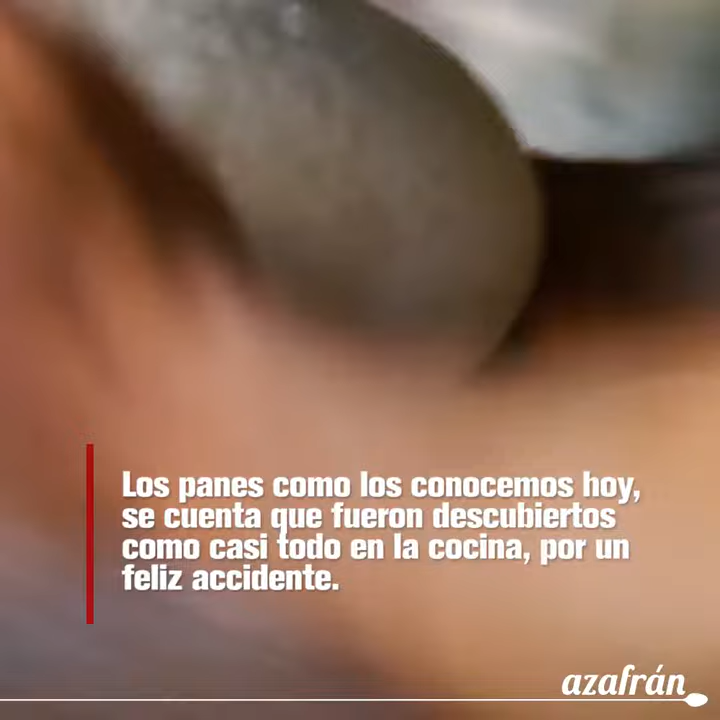 Los panes como los conocemos hoy,
se cuenta que fueron descubiertos
como casi todo en la cocina, por un
feliz accidente.
azafrán